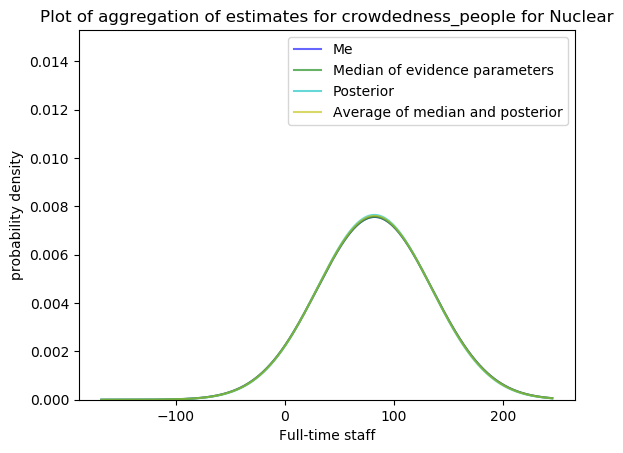 Plot of aggregation of estimates for crowdedness_people for Nuclear
Me
Median of evidence parameters
Posterior
Average of median and posterior
0.014
0.012
0.010
0.008
0.006
0.004
0.002
0.000
probability density
−100
0
100
200
Full-time staff